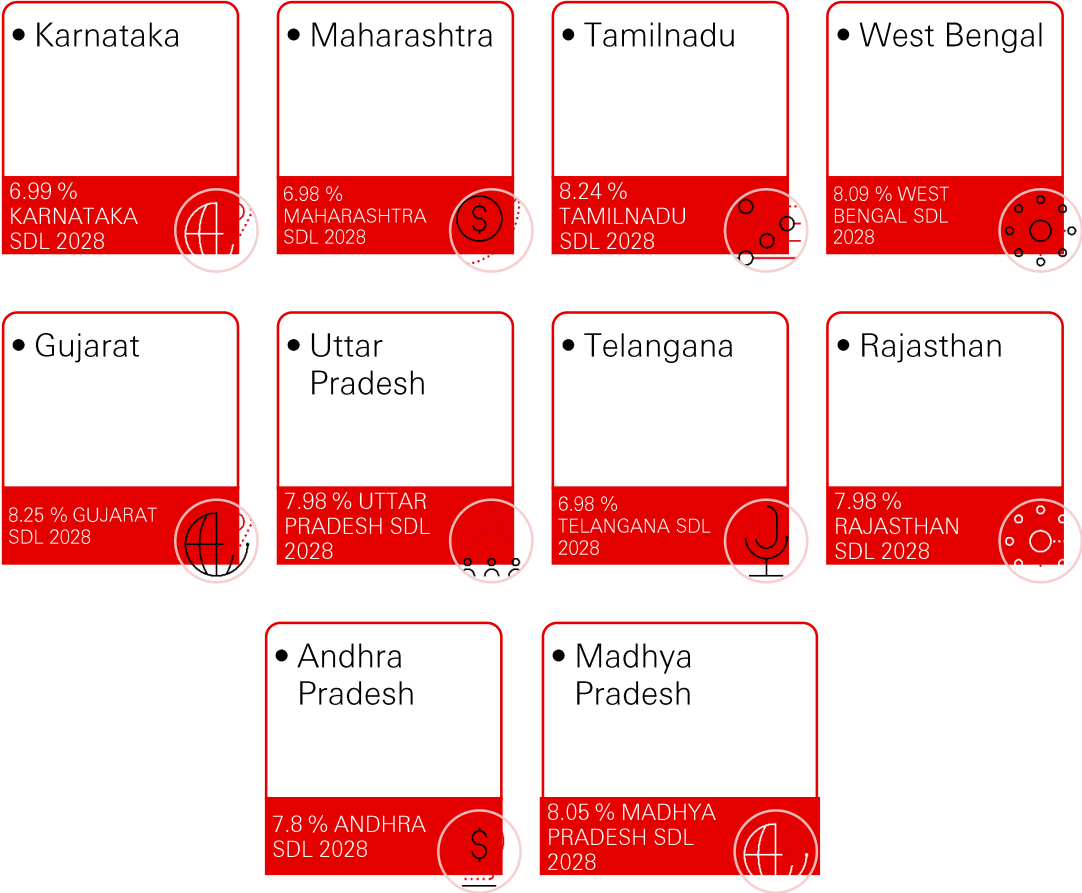 • Karnataka
6.99 %
KARNATAKA
SDL 2028
• Maharashtra
6.98 %
MAHARASHTRA
SDL 2028
• Tamilnadu
8.24 %
TAMILNADU
SDL 2028
• West Bengal
8.09 % WEST
BENGAL SDL
2028
• Gujarat
8.25 % GUJARAT
SDL 2028
• Uttar
Pradesh
7.98 % UTTAR
PRADESH SDL
2028
• Telangana
6.98 %
TELANGANA SDL
2028
• Rajasthan
7.98 %
RAJASTHAN
SDL 2028
• Andhra
Pradesh
7.8 % ANDHRA
SDL 2028
• Madhya
Pradesh
8.05 % MADHYA
PRADESH SDL
2028